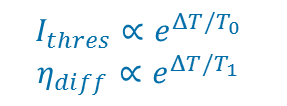 I_thres ∝ e^{ΔT/T_0}
η_diff ∝ e^{ΔT/T_1}